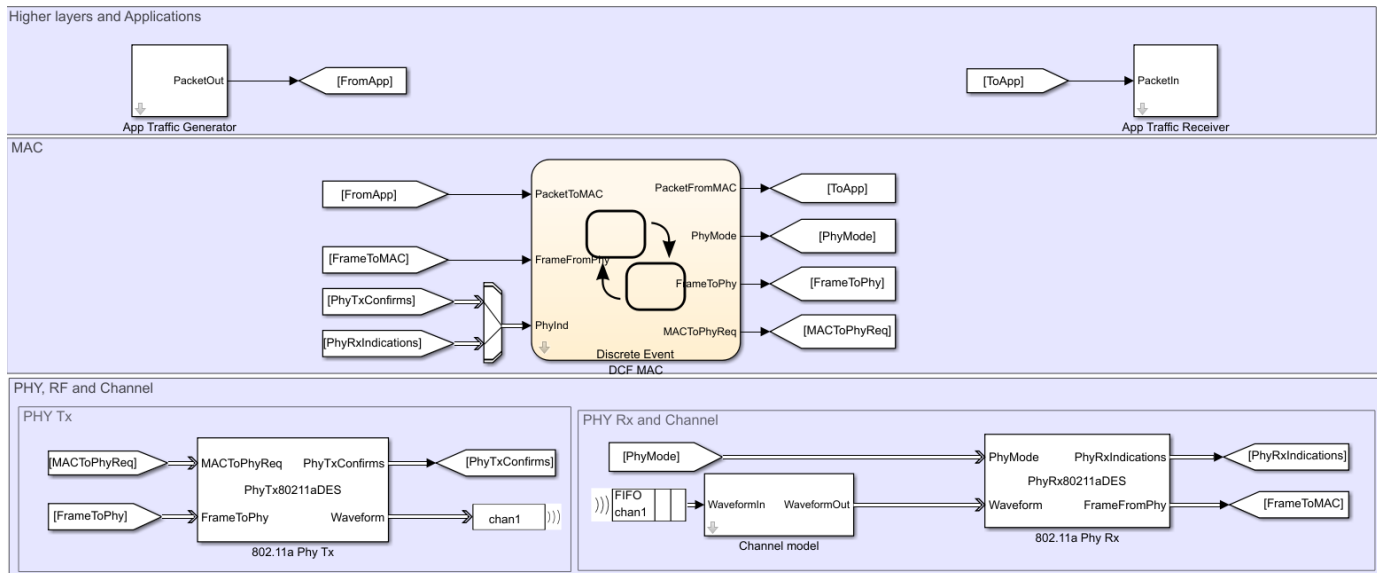 Higher layers and Applications
PacketOut
[FromApp]
App Traffic Generator
[ToApp]
PacketIn
App Traffic Receiver
MAC
[FromApp]
PacketToMAC
PacketFromMAC
[ToApp]
PhyMode
[PhyMode]
[FrameToMAC]
FrameFromPhy
FrameToPhy
[FrameToPhy]
[PhyTxConfirms]
PhyInd
MACToPhyReq
[MACToPhyReq]
[PhyRxIndications]
Discrete Event
DCF MAC
PHY, RF and Channel
PHY Tx
[MACToPhyReq]
MACToPhyReq
PhyTxConfirms
[PhyTxConfirms]
PhyTx80211aDES
[FrameToPhy]
FrameToPhy
Waveform
chan1
802.11a Phy Tx
PHY Rx and Channel
[PhyMode]
PhyMode
PhyRxIndications
[PhyRxIndications]
PhyRx80211aDES
FIFO
chan1
WaveformIn
WaveformOut
Waveform
FrameFromPhy
[FrameToMAC]
Channel model
802.11a Phy Rx